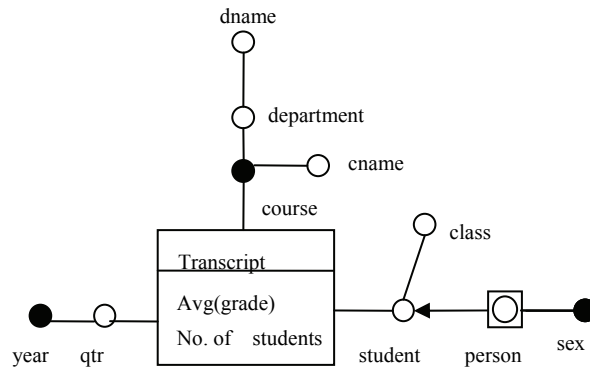 dname
department
cname
course
class
Transcript
Avg(grade)
No. of students
year
qtr
student
person
sex